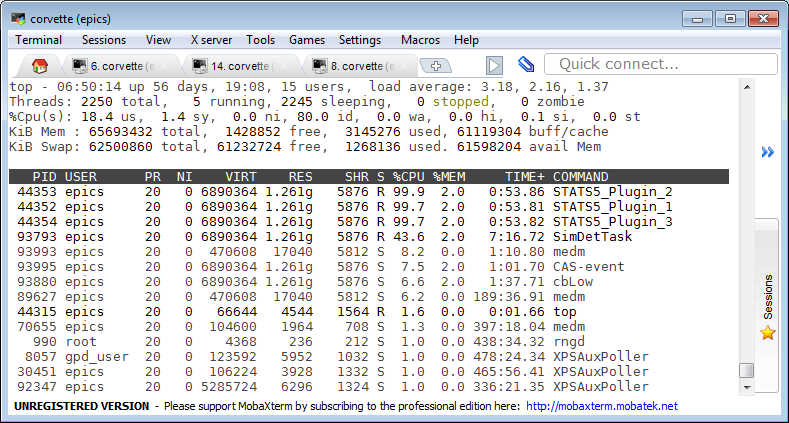 corvette (epics)
Terminal Sessions View X server Tools Games Settings Macros Help
6. corvette (e 14. corvette (e 8. corvette (e Quick connect...
top - 06:50:14 up 56 days, 19:08, 15 users, load average: 3.18, 2.16, 1.37
Threads: 2250 total, 5 running, 2245 sleeping, 0 stopped, 0 zombie
%Cpu(s): 18.4 us, 1.4 sy, 0.0 ni, 80.0 id, 0.0 wa, 0.0 hi, 0.1 si, 0.0 st
KiB Mem : 65693432 total, 1428852 free, 3145276 used, 61119304 buff/cache
KiB Swap: 62500860 total, 61232724 free, 1268136 used. 61598204 avail Mem
PID USER PR NI VIRT RES SHR S %CPU %MEM TIME+ COMMAND
44353 epics 20 0 6890364 1.261g 5876 R 99.9 2.0 0:53.86 STATS5_Plugin_2
44352 epics 20 0 6890364 1.261g 5876 R 99.7 2.0 0:53.81 STATS5_Plugin_1
44354 epics 20 0 6890364 1.261g 5876 R 99.7 2.0 0:53.82 STATS5_Plugin_3
93793 epics 20 0 6890364 1.261g 5876 R 43.6 2.0 7:16.72 SimDetTask
93993 epics 20 0 470608 17040 5812 S 8.2 0.0 1:10.80 medm
93995 epics 20 0 6890364 1.261g 5876 S 7.5 2.0 1:01.70 CAS-event
93880 epics 20 0 6890364 1.261g 5876 S 6.6 2.0 1:37.71 cbLow
89627 epics 20 0 470608 17040 5812 S 6.2 0.0 189:36.91 medm
44315 epics 20 0 66644 4544 1564 R 1.6 0.0 0:01.66 top
70655 epics 20 0 104600 1964 708 S 1.3 0.0 397:18.04 medm
990 root 20 0 4368 236 212 S 1.0 0.0 438:34.32 rngd
8057 gpd_user 20 0 123592 5952 1032 S 1.0 0.0 478:24.34 XPSAuxPoller
30451 epics 20 0 106224 3928 1332 S 1.0 0.0 465:56.41 XPSAuxPoller
92347 epics 20 0 5285724 6296 1324 S 1.0 0.0 336:21.35 XPSAuxPoller
Sessions
UNREGISTERED VERSION - Please support MobaXterm by subscribing to the professional edition here: http://mobaxterm.mobatek.net